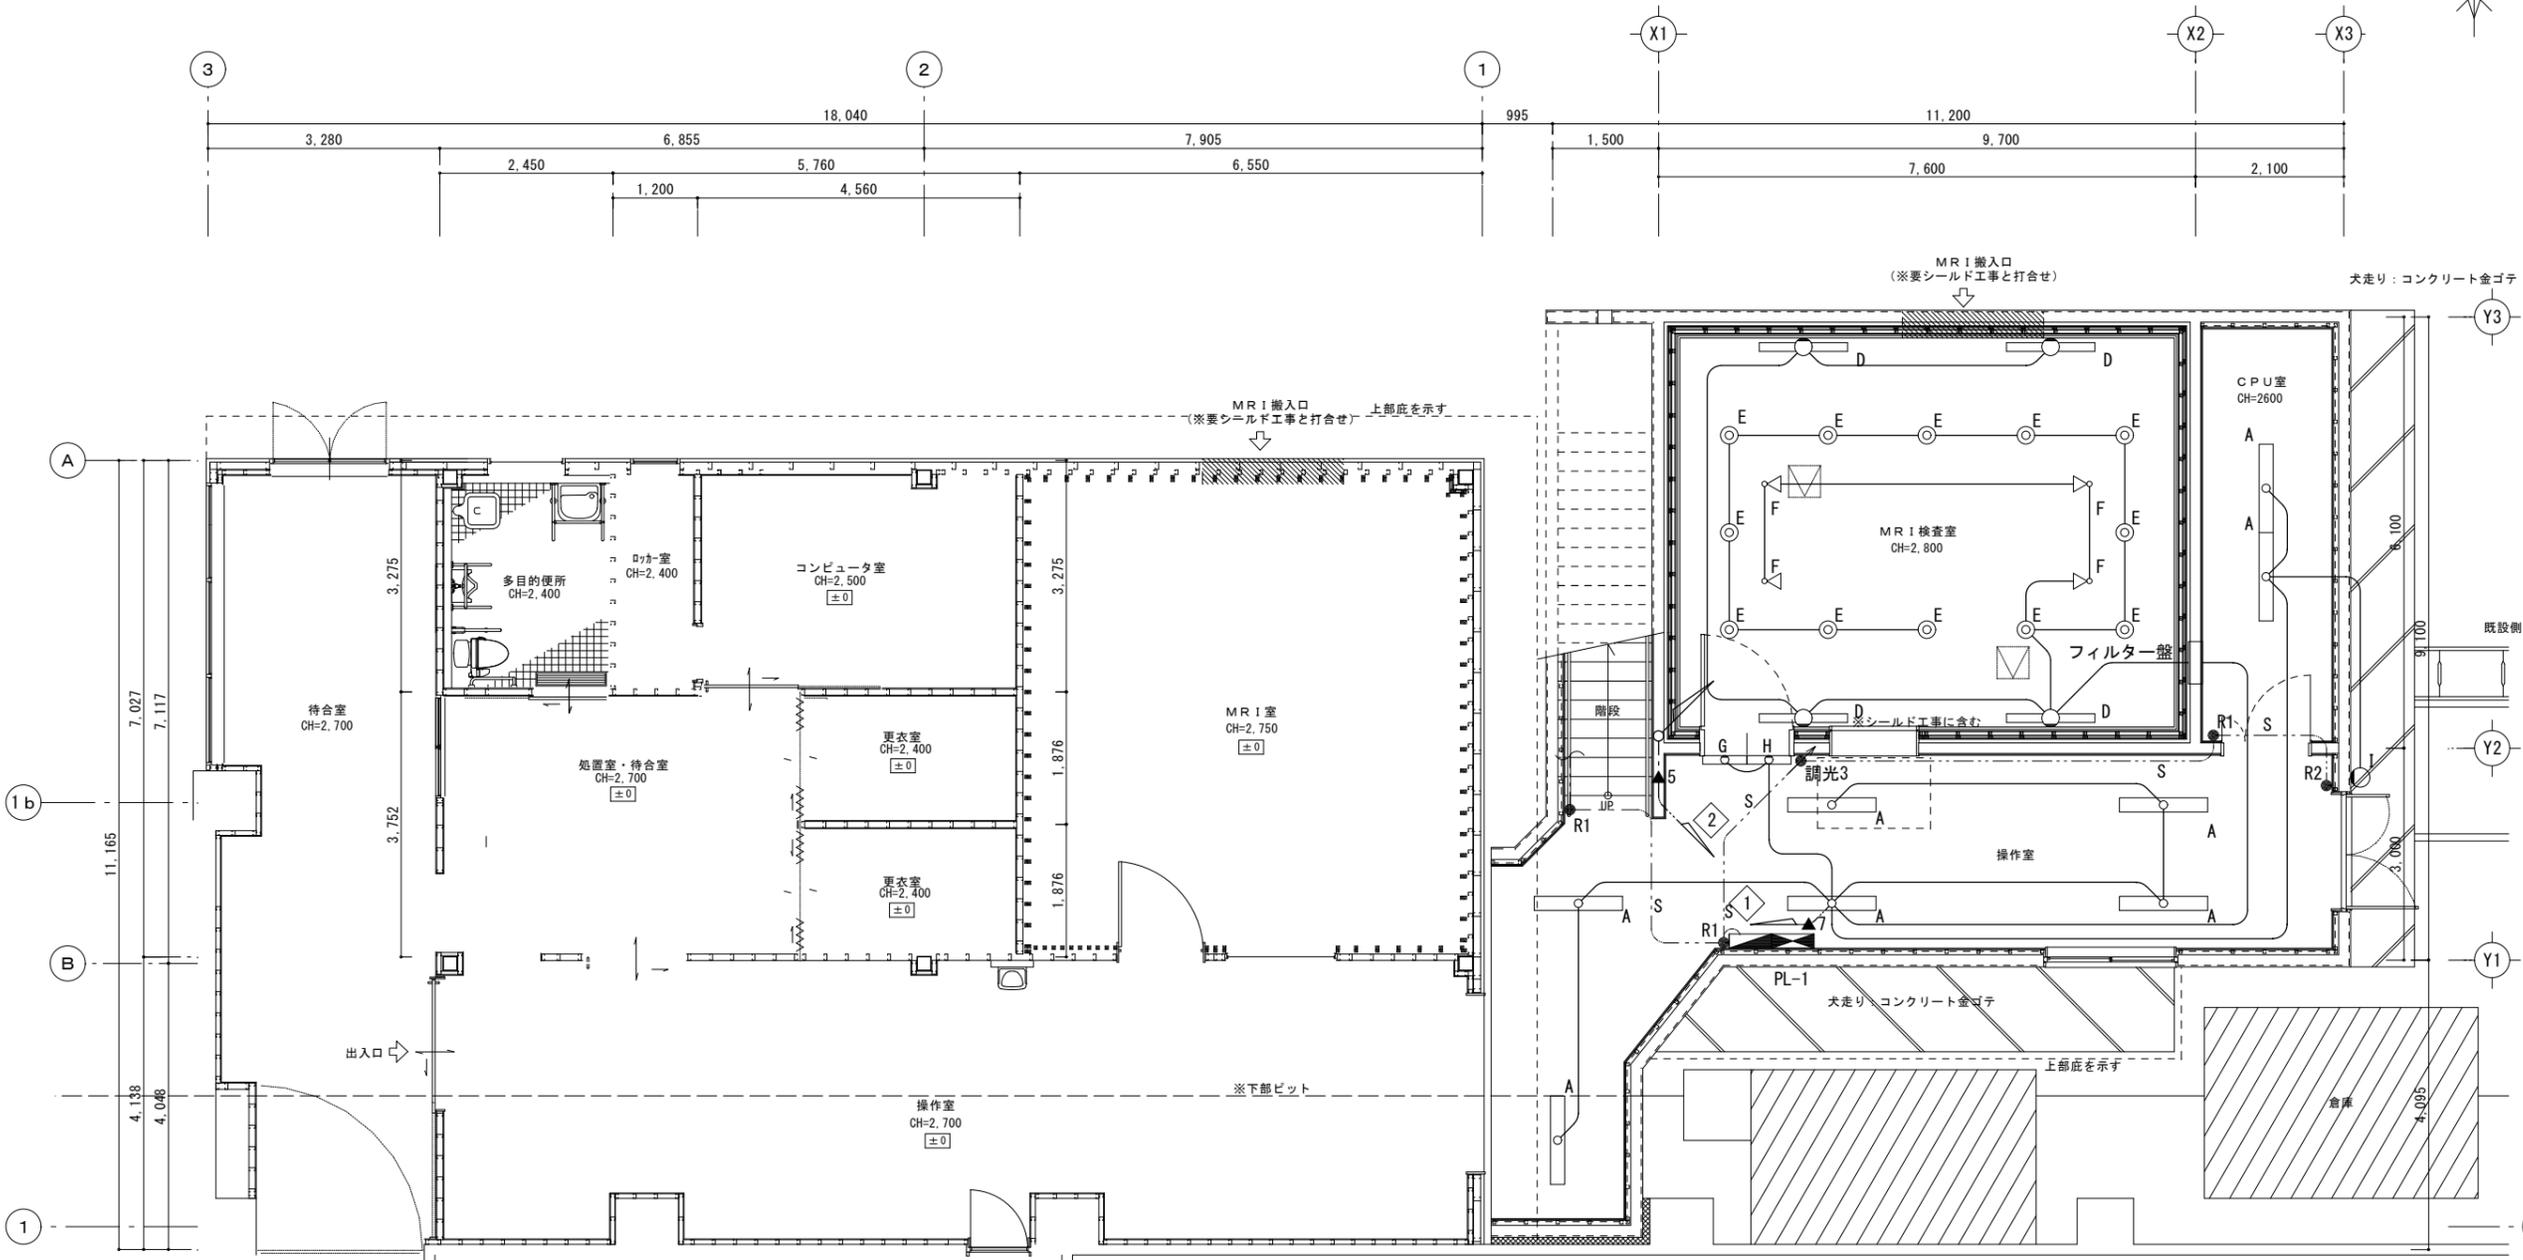 X1
X2
X3
3
2
1
18,040
995
11,200
3,280
6,855
7,905
1,500
9,700
2,450
5,760
6,550
7,600
2,100
1,200
4,560
MRI搬入口
(※要シールド工事と打合せ)
犬走り：コンクリート金ゴテ
Y3
D
D
CPU室
CH=2600
MRI搬入口
(※要シールド工事と打合せ)
上部庇を示す
E
E
E
E
E
A
A
F
F
A
E
MRI検査室
CH=2,800
E
F
F
6,100
3,275
多目的便所
CH=2,400
ﾛｯｶｰ室
CH=2,400
コンピュータ室
CH=2,500
±0
3,275
E
E
E
E
E
フィルター盤
9,100
既設側
7,027
7,117
待合室
CH=2,700
MRI室
CH=2,750
±0
階段
D
※シールド工事に含む
D
R1
S
更衣室
CH=2,400
±0
1,876
G
H
Y2
処置室・待合室
CH=2,700
±0
5
調光3
S
R2
I
1b
3,752
11,165
UP
R1
S
2
A
A
操作室
3,000
更衣室
CH=2,400
±0
1,876
A
S
S
1
A
A
R1
7
B
Y1
PL-1
犬走り：コンクリート金ゴテ
出入口
上部庇を示す
4,138
4,048
※下部ピット
A
操作室
CH=2,700
±0
倉庫
4,095
1